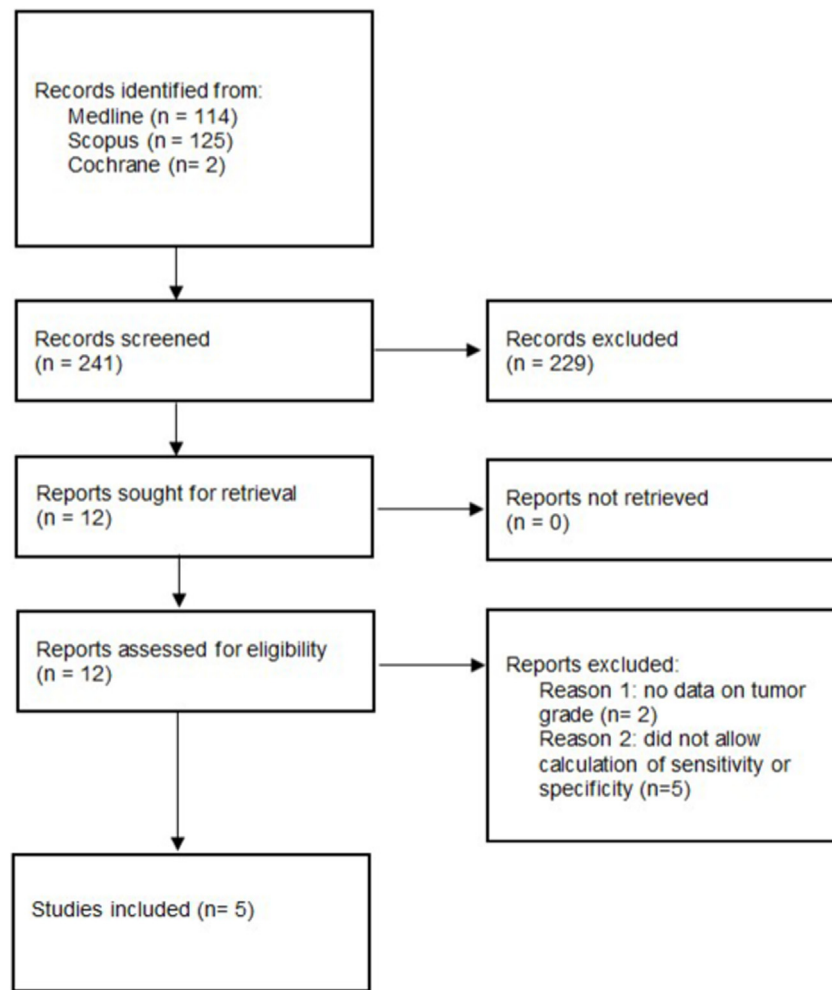 Records identified from:
Medline (n = 114)
Scopus (n = 125)
Cochrane (n= 2)
Records screened
(n = 241)
Records excluded
(n = 229)
Reports sought for retrieval
(n = 12)
Reports not retrieved
(n = 0)
Reports assessed for eligibility
(n = 12)
Reports excluded:
Reason 1: no data on tumor
grade (n= 2)
Reason 2: did not allow
calculation of sensitivity or
specificity (n=5)
Studies included (n= 5)